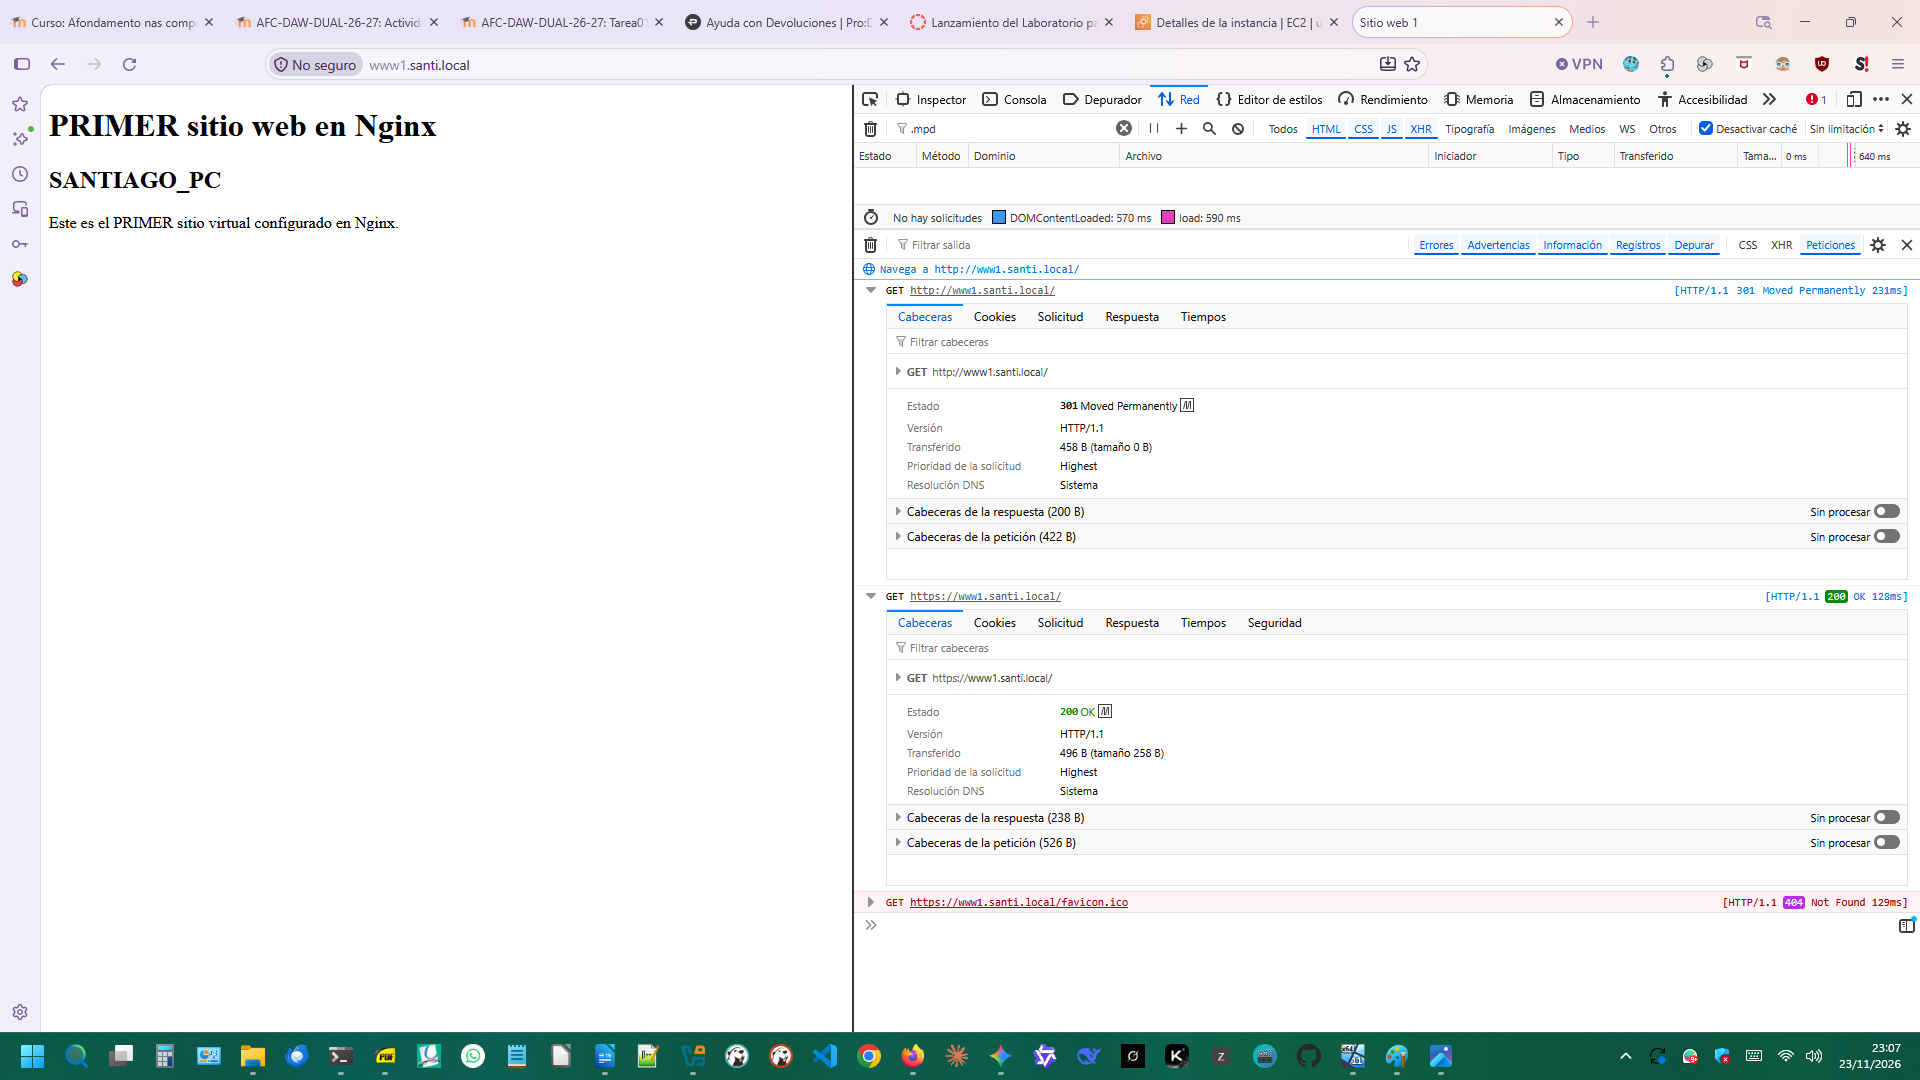 Curso: Afondamento nas comp
AFC-DAW-DUAL-26-27: Activid
AFC-DAW-DUAL-26-27: Tarea01
Ayuda con Devoluciones | Pro:D
Lanzamiento del Laboratorio pa
Detalles de la instancia | EC2 | u
Sitio web 1
No seguro
www1.santi.local
VPN
PRIMER sitio web en Nginx
SANTIAGO_PC
Este es el PRIMER sitio virtual configurado en Nginx.
Inspector Consola Depurador Red Editor de estilos Rendimiento Memoria Almacenamiento Accesibilidad 1
.mpd Todos HTML CSS JS XHR Tipografía Imágenes Medios WS Otros Desactivar caché Sin limitación
Estado Método Dominio Archivo Iniciador Tipo Transferido Tama... 0 ms 640 ms
No hay solicitudes DOMContentLoaded: 570 ms load: 590 ms
Filtrar salida Errores Advertencias Información Registros Depurar CSS XHR Peticiones
Navega a http://www1.santi.local/
GET http://www1.santi.local/ [HTTP/1.1 301 Moved Permanently 231ms]
Cabeceras Cookies Solicitud Respuesta Tiempos
Filtrar cabeceras
GET http://www1.santi.local/
Estado 301 Moved Permanently
Versión HTTP/1.1
Transferido 458 B (tamaño 0 B)
Prioridad de la solicitud Highest
Resolución DNS Sistema
Cabeceras de la respuesta (200 B) Sin procesar
Cabeceras de la petición (422 B) Sin procesar
GET https://www1.santi.local/ [HTTP/1.1 200 OK 128ms]
Cabeceras Cookies Solicitud Respuesta Tiempos Seguridad
Filtrar cabeceras
GET https://www1.santi.local/
Estado 200 OK
Versión HTTP/1.1
Transferido 496 B (tamaño 258 B)
Prioridad de la solicitud Highest
Resolución DNS Sistema
Cabeceras de la respuesta (238 B) Sin procesar
Cabeceras de la petición (526 B) Sin procesar
GET https://www1.santi.local/favicon.ico [HTTP/1.1 404 Not Found 129ms]
23:07
23/11/2026